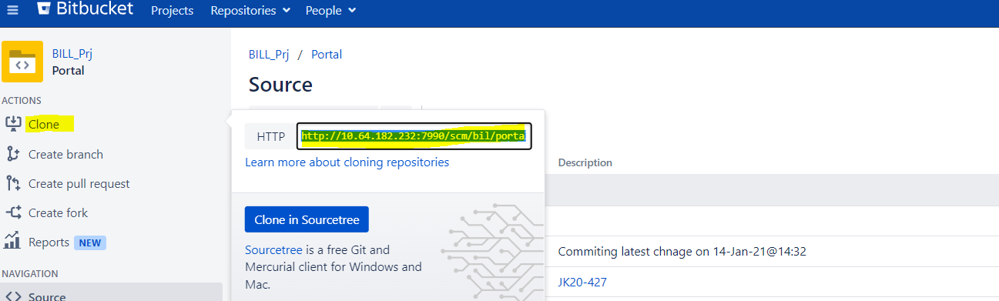 Bitbucket Projects Repositories People
BILL_Prj
Portal
ACTIONS
Clone
Create branch
Create pull request
Create fork
Reports NEW
NAVIGATION
Source
BILL_Prj / Portal
Source
HTTP http://10.64.182.232:7990/scm/bil/porta
Learn more about cloning repositories
Clone in Sourcetree
Sourcetree is a free Git and
Mercurial client for Windows and
Mac.
Description
Commiting latest chnage on 14-Jan-21@14:32
JK20-427